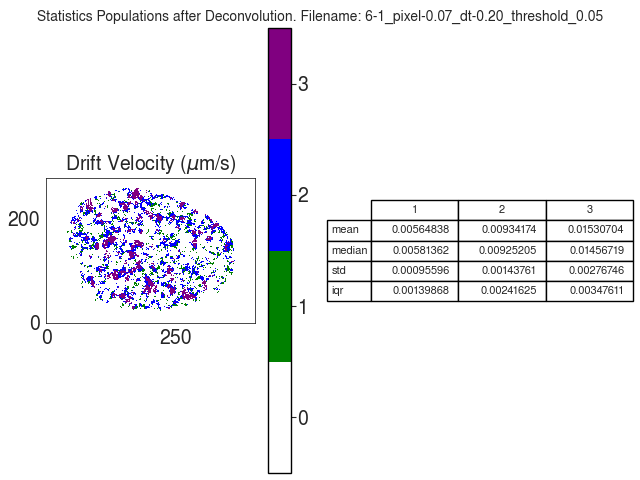 Statistics Populations after Deconvolution. Filename: 6-1_pixel-0.07_dt-0.20_threshold_0.05
Drift Velocity (μm/s)
200
0
0 250
3
2
1
0
1 2 3
mean 0.00564838 0.00934174 0.01530704
median 0.00581362 0.00925205 0.01456719
std 0.00095596 0.00143761 0.00276746
iqr 0.00139868 0.00241625 0.00347611